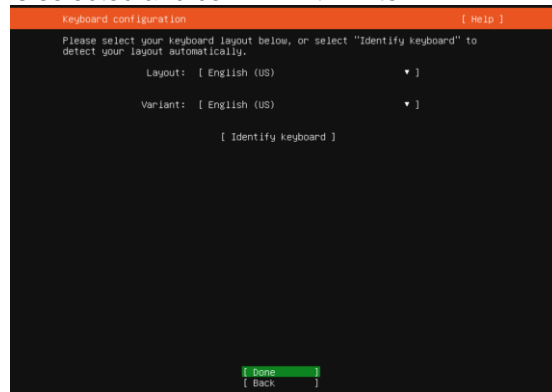 Keyboard configuration [ Help ]
Please select your keyboard layout below, or select "Identify keyboard" to
detect your layout automatically.
Layout: [ English (US) ▾ ]
Variant: [ English (US) ▾ ]
[ Identify keyboard ]
[ Done ]
[ Back ]